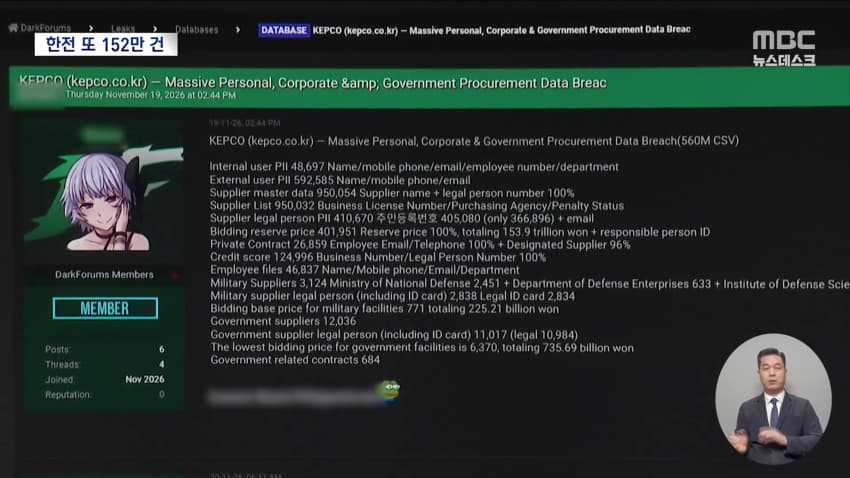 DarkForums
Leaks
Databases
DATABASE KEPCO (kepco.co.kr) — Massive Personal, Corporate & Government Procurement Data Breac
한전 또 152만 건
MBC
뉴스데스크
KEPCO (kepco.co.kr) — Massive Personal, Corporate &amp; Government Procurement Data Breac
Thursday November 19, 2026 at 02:44 PM
19-11-26, 02:44 PM
KEPCO (kepco.co.kr) — Massive Personal, Corporate & Government Procurement Data Breach(560M CSV)
Internal user PII 48,697 Name/mobile phone/email/employee number/department
External user PII 592,585 Name/mobile phone/email
Supplier master data 950,054 Supplier name + legal person number 100%
Supplier List 950,032 Business License Number/Purchasing Agency/Penalty Status
Supplier legal person PII 410,670 주민등록번호 405,080 (only 366,896) + email
Bidding reserve price 401,951 Reserve price 100%, totaling 153.9 trillion won + responsible person ID
Private Contract 26,859 Employee Email/Telephone 100% + Designated Supplier 96%
Credit score 124,996 Business Number/Legal Person Number 100%
Employee files 46,837 Name/Mobile phone/Email/Department
Military Suppliers 3,124 Ministry of National Defense 2,451 + Department of Defense Enterprises 633 + Institute of Defense Scie
Military supplier legal person (including ID card) 2,838 Legal ID card 2,834
Bidding base price for military facilities 771 totaling 225.21 billion won
Government suppliers 12,036
Government supplier legal person (including ID card) 11,017 (legal 10,984)
The lowest bidding price for government facilities is 6,370, totaling 735.69 billion won
Government related contracts 684
DarkForums Members
MEMBER
Posts: 6
Threads: 4
Joined: Nov 2026
Reputation: 0